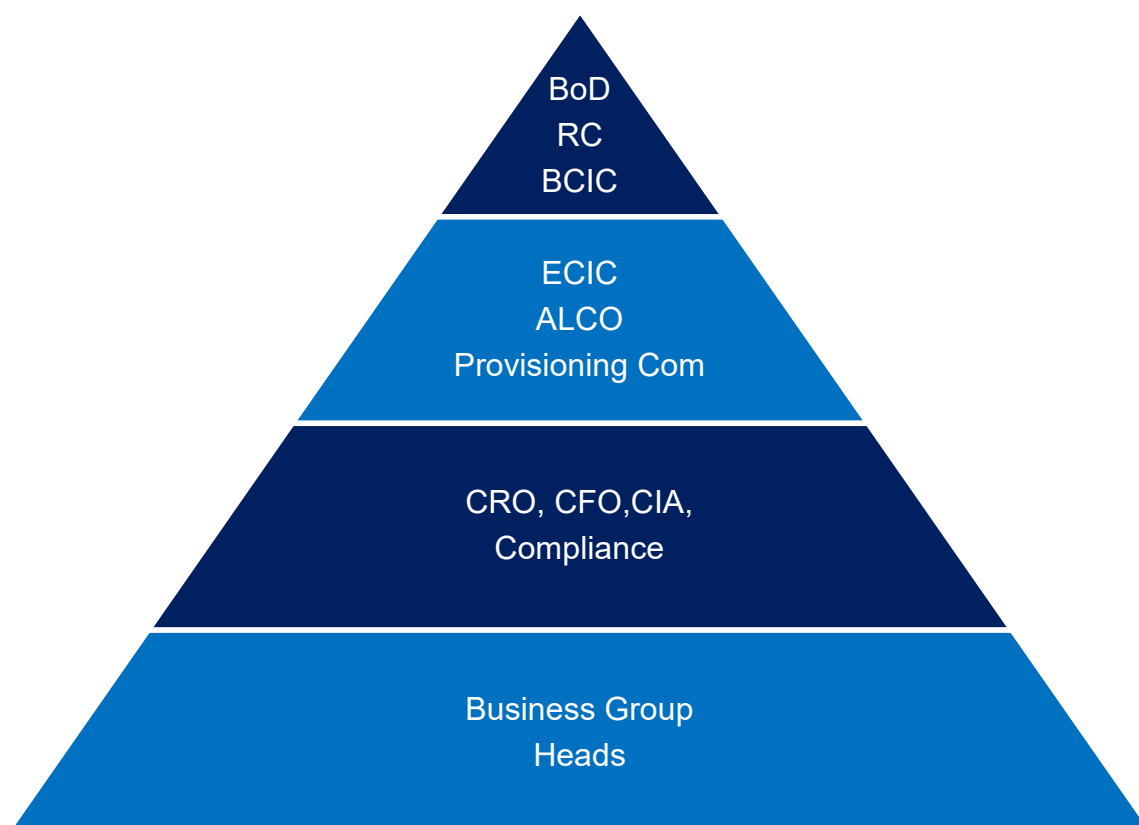 BoD
RC
BCIC
ECIC
ALCO
Provisioning Com
CRO, CFO,CIA,
Compliance
Business Group
Heads